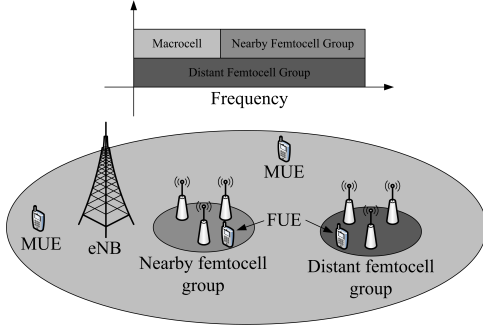 Macrocell
Nearby Femtocell Group
Distant Femtocell Group
Frequency
MUE
MUE
eNB
FUE
Nearby femtocell
group
Distant femtocell
group